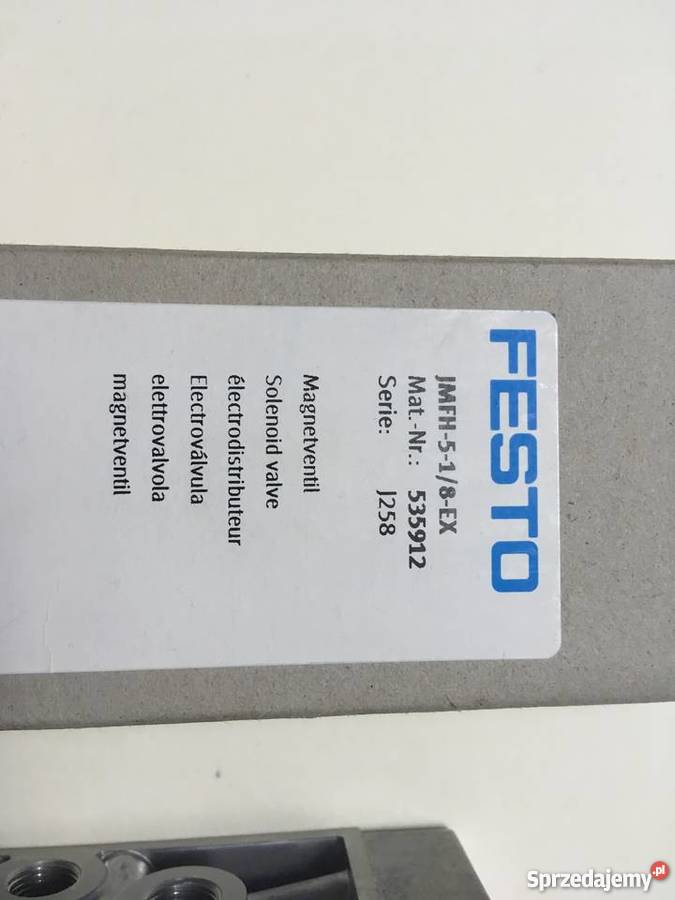 FESTO
JMFH-5-1/8-EX
Mat.-Nr.: 535912
Serie: J258
Magnetventil
Solenoid valve
électrodistributeur
Electroválvula
elettrovalvola
magnetventil
Sprzedajemy.pl